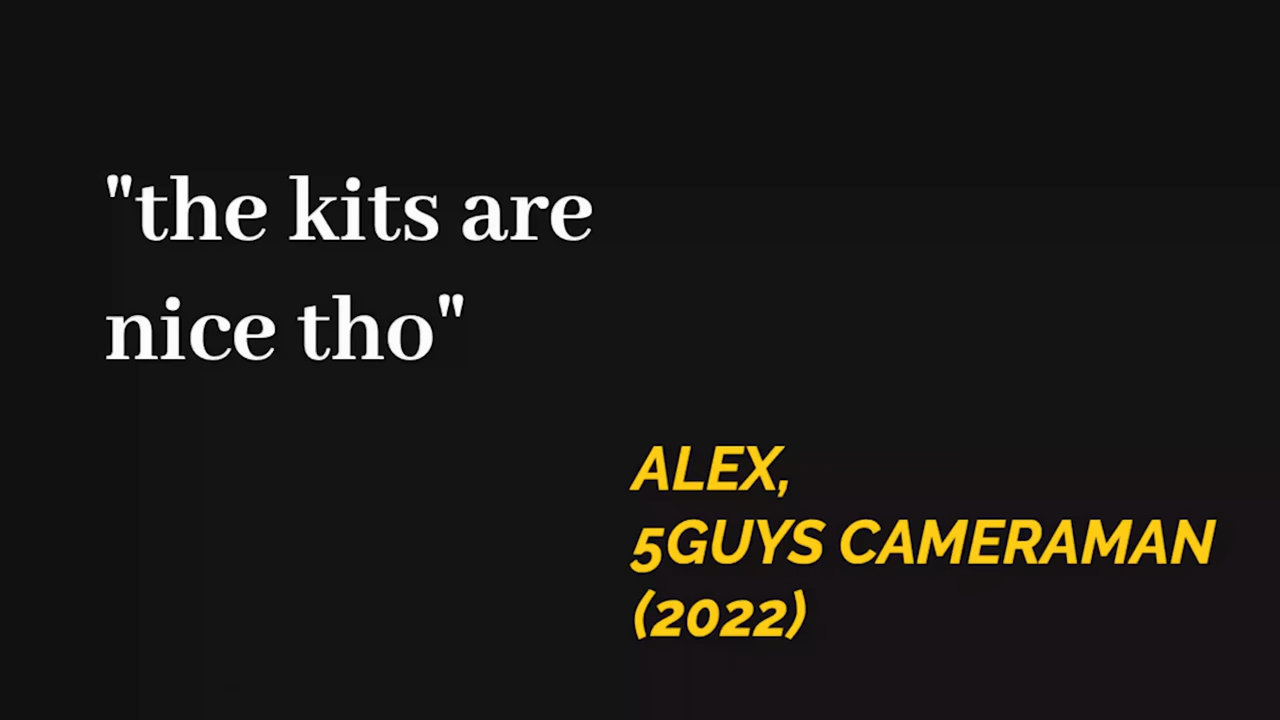 "the kits are
nice tho"
ALEX,
5GUYS CAMERAMAN
(2022)